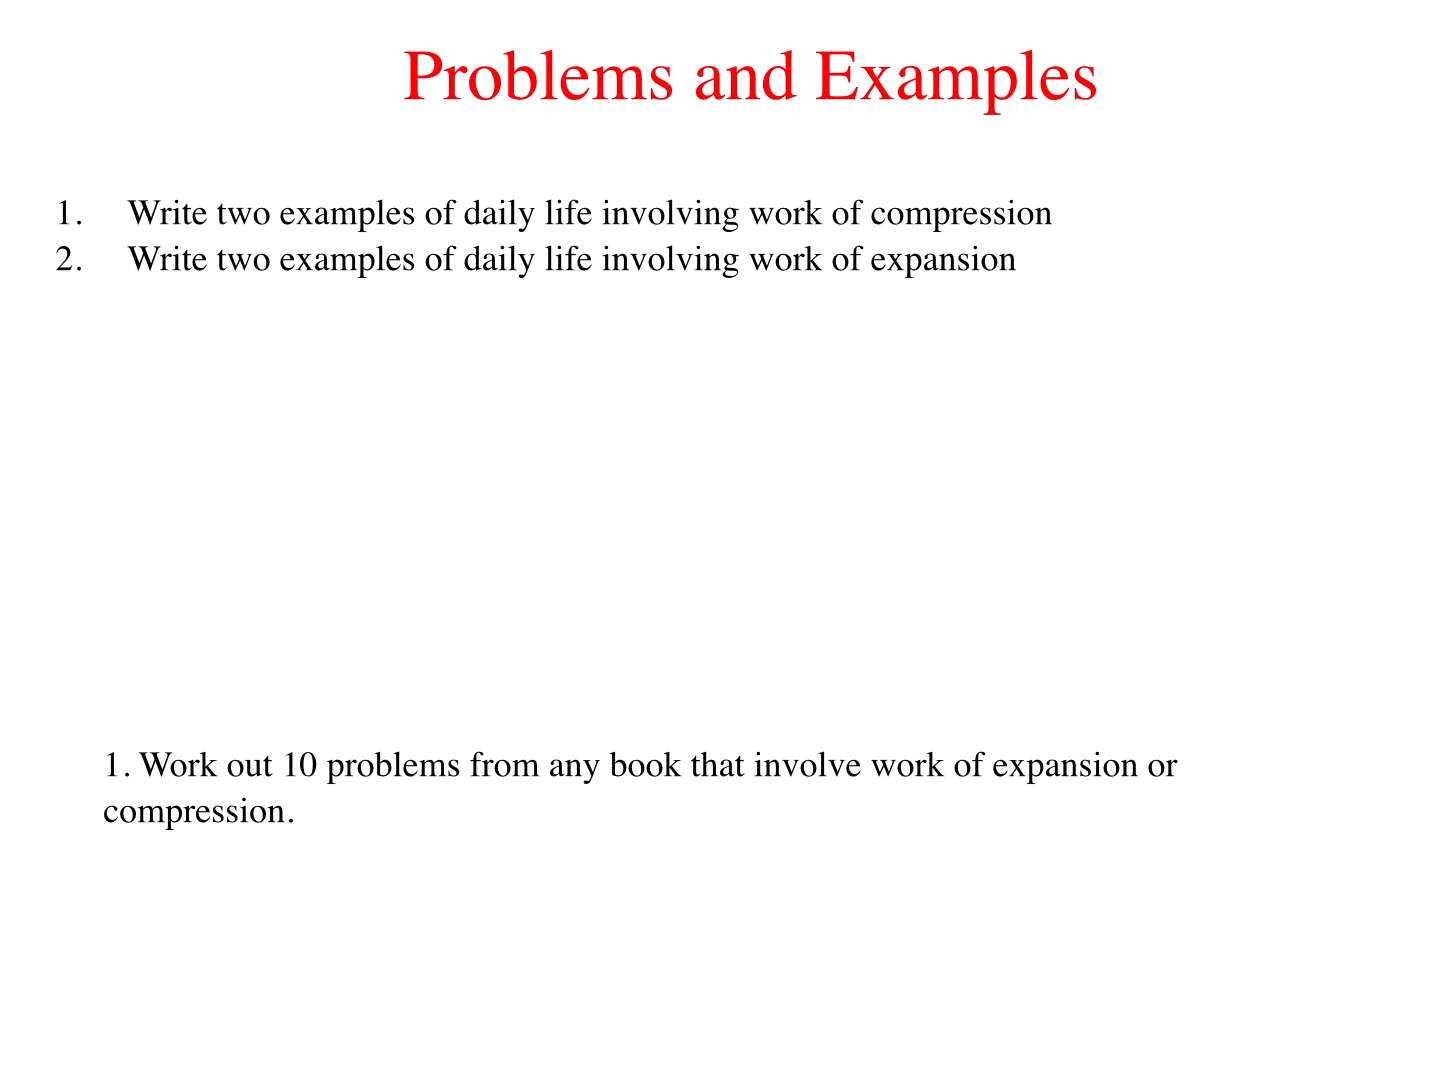 Problems and Examples
1. Write two examples of daily life involving work of compression
2. Write two examples of daily life involving work of expansion
1. Work out 10 problems from any book that involve work of expansion or
compression.